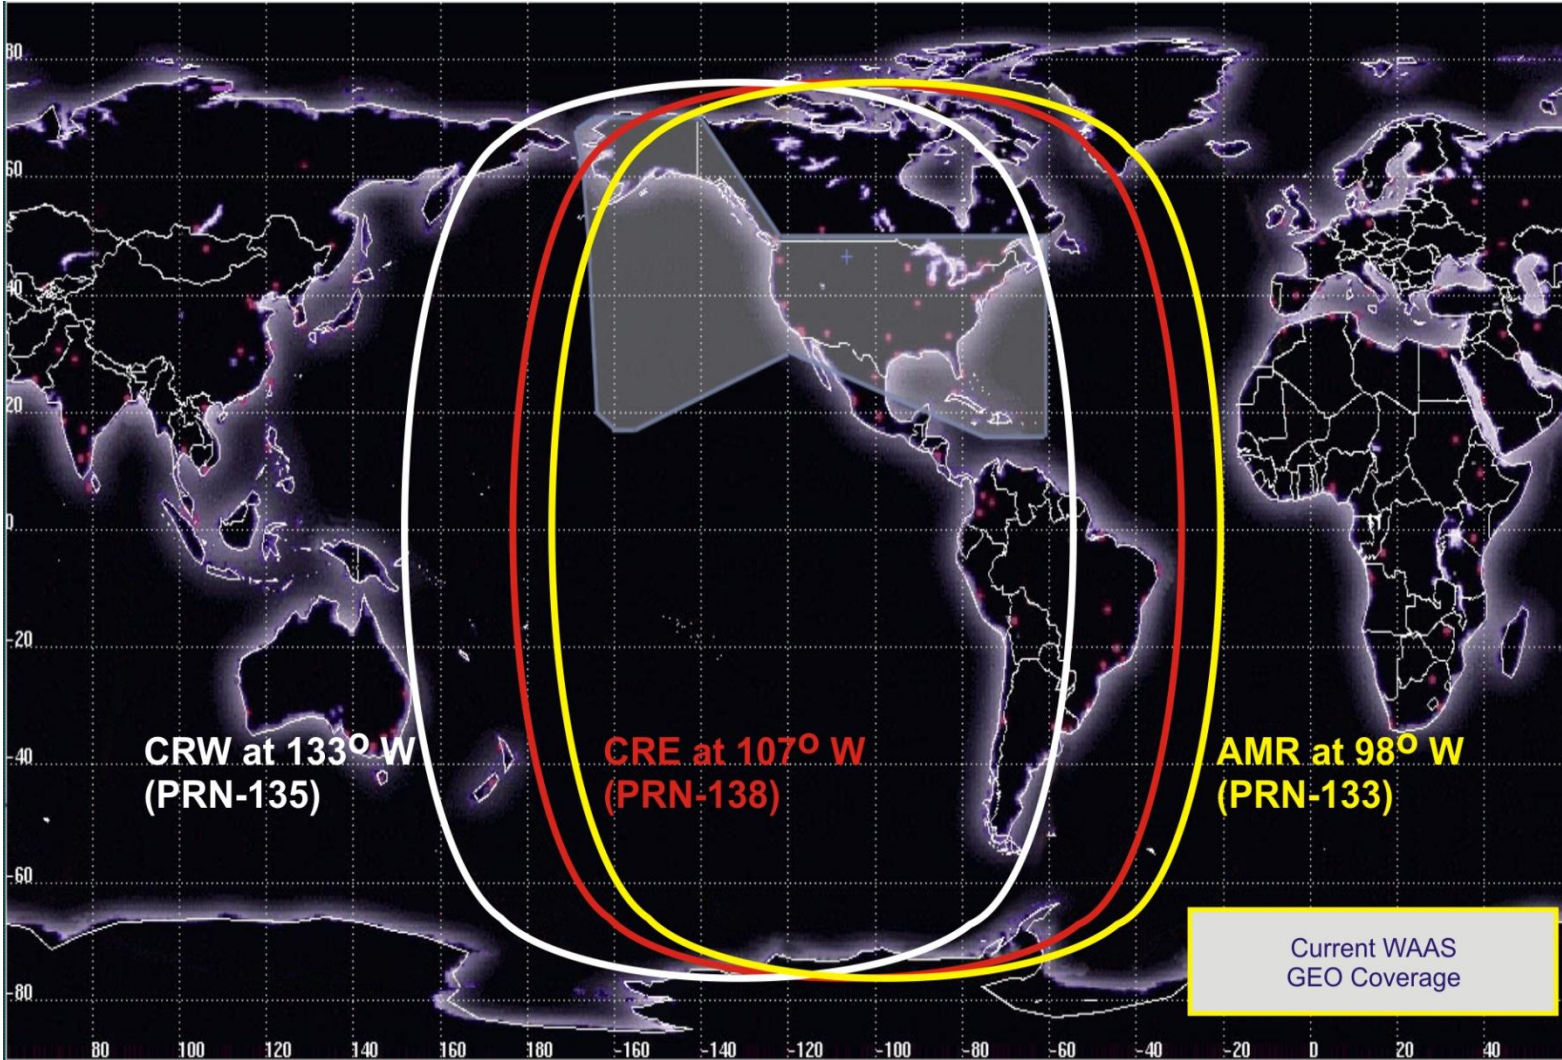 80
60
40
20
0
-20
-40
-60
-80
CRW at 133° W
(PRN-135)
CRE at 107° W
(PRN-138)
AMR at 98° W
(PRN-133)
Current WAAS
GEO Coverage
80 100 120 140 160 180 -160 -140 -120 -100 -80 -60 -40 -20 0 20 40